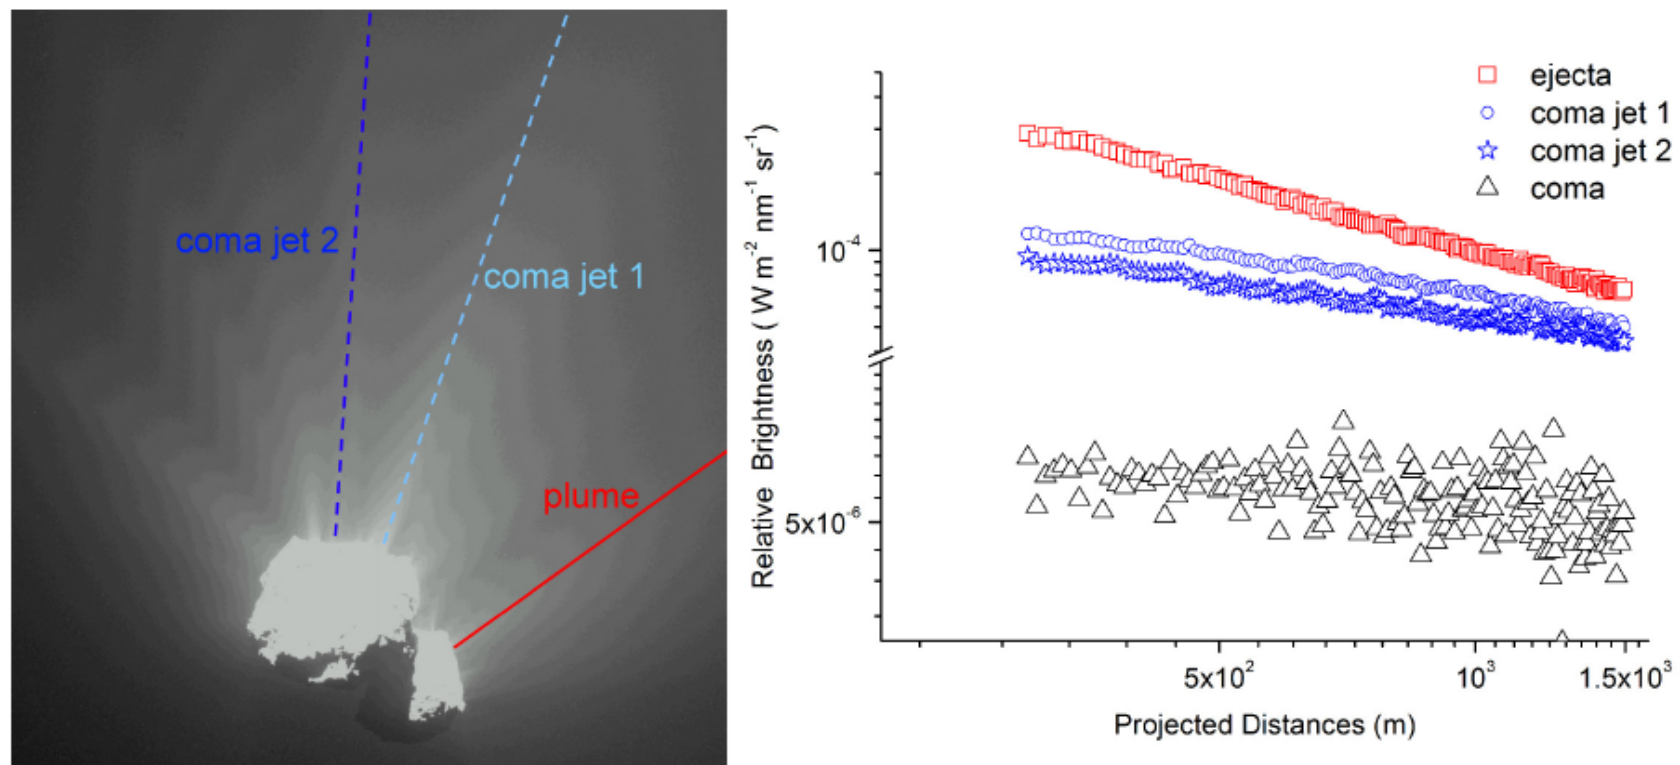 coma jet 2
coma jet 1
plume
Relative Brightness ( W m⁻² nm⁻¹ sr⁻¹)
10⁻⁴
5x10⁻⁶
ejecta
coma jet 1
coma jet 2
coma
5x10² 10³ 1.5x10³
Projected Distances (m)